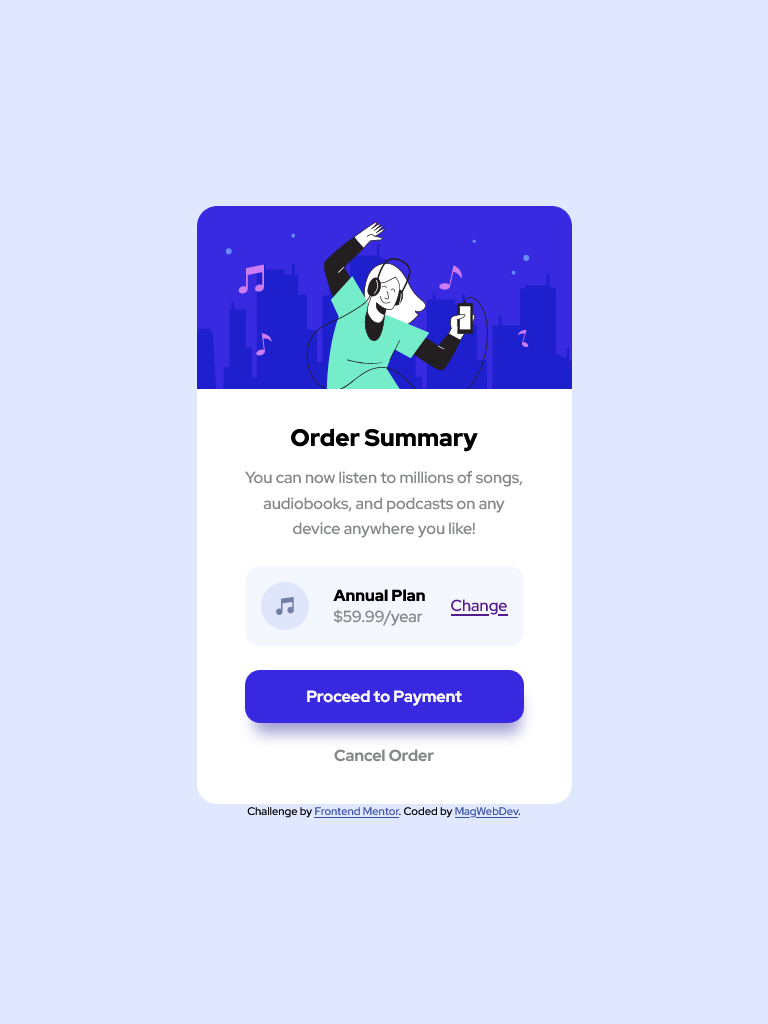 Order Summary
You can now listen to millions of songs,
audiobooks, and podcasts on any
device anywhere you like!
Annual Plan
$59.99/year
Change
Proceed to Payment
Cancel Order
Challenge by Frontend Mentor. Coded by MagWebDev.